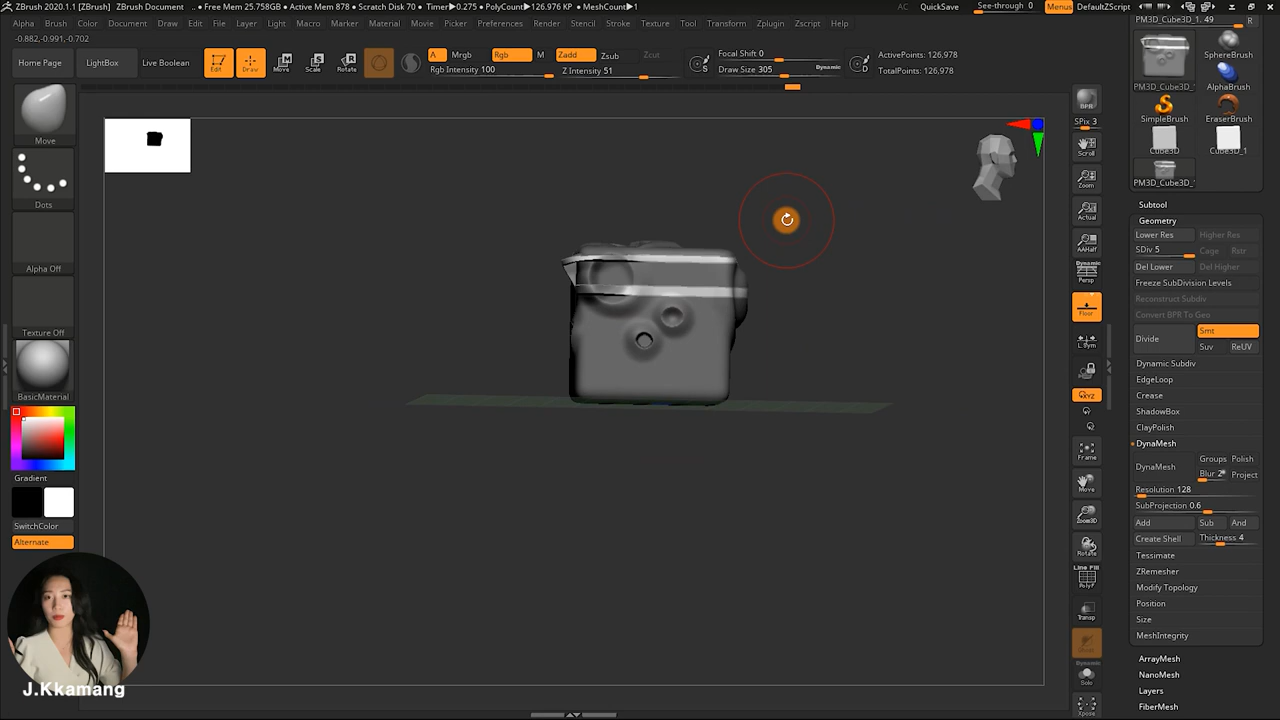 ZBrush 2020.1.1 [ZBrush] ZBrush Document .. • Free Mem 25.758GB • Active Mem 878 • Scratch Disk 70 • Timer▶0.275 • PolyCount▶126.976 KP • MeshCount▶1
AC QuickSave See-through 0 Menus DefaultZScript
Alpha Brush Color Document Draw Edit File Layer Light Macro Marker Material Movie Picker Preferences Render Stencil Stroke Texture Tool Transform Zplugin Zscript Help
-0.882,-0.991,-0.702
Home Page LightBox Live Boolean Edit Draw Move Scale Rotate
A Mrgb Rgb M Zadd Zsub Zcut
Rgb Intensity 100 Z Intensity 51
Focal Shift 0
Draw Size 305 Dynamic
S D
ActivePoints: 126,978
TotalPoints: 126,978
Move
Dots
Alpha Off
Texture Off
BasicMaterial
Gradient
SwitchColor
Alternate
J.Kkamang
BPR
SPix 3
Scroll
Zoom
Actual
AAHalf
Dynamic
Persp
Floor
L.Sym
XYZ
Frame
Move
Zoom3D
Rotate
Line Fill
PolyF
Transp
Dynamic
Solo
Xpose
PM3D_Cube3D_1. 49 R
SphereBrush
PM3D_Cube3D_ AlphaBrush
SimpleBrush EraserBrush
Cube3D Cube3D_1
PM3D_Cube3D_
Subtool
Geometry
Lower Res Higher Res
SDiv 5 Cage Rstr
Del Lower Del Higher
Freeze SubDivision Levels
Reconstruct Subdiv
Convert BPR To Geo
Divide Smt
Suv ReUV
Dynamic Subdiv
EdgeLoop
Crease
ShadowBox
ClayPolish
DynaMesh
DynaMesh Groups Polish
Blur 2 Project
Resolution 128
SubProjection 0.6
Add Sub And
Create Shell Thickness 4
Tessimate
ZRemesher
Modify Topology
Position
Size
MeshIntegrity
ArrayMesh
NanoMesh
Layers
FiberMesh